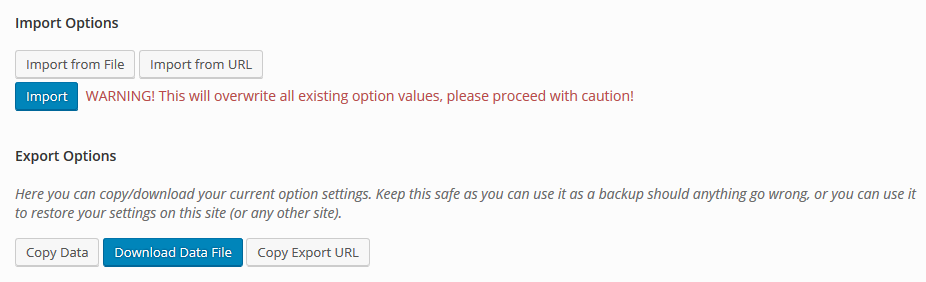 Import Options
Import from File Import from URL
Import WARNING! This will overwrite all existing option values, please proceed with caution!
Export Options
Here you can copy/download your current option settings. Keep this safe as you can use it as a backup should anything go wrong, or you can use it
to restore your settings on this site (or any other site).
Copy Data Download Data File Copy Export URL